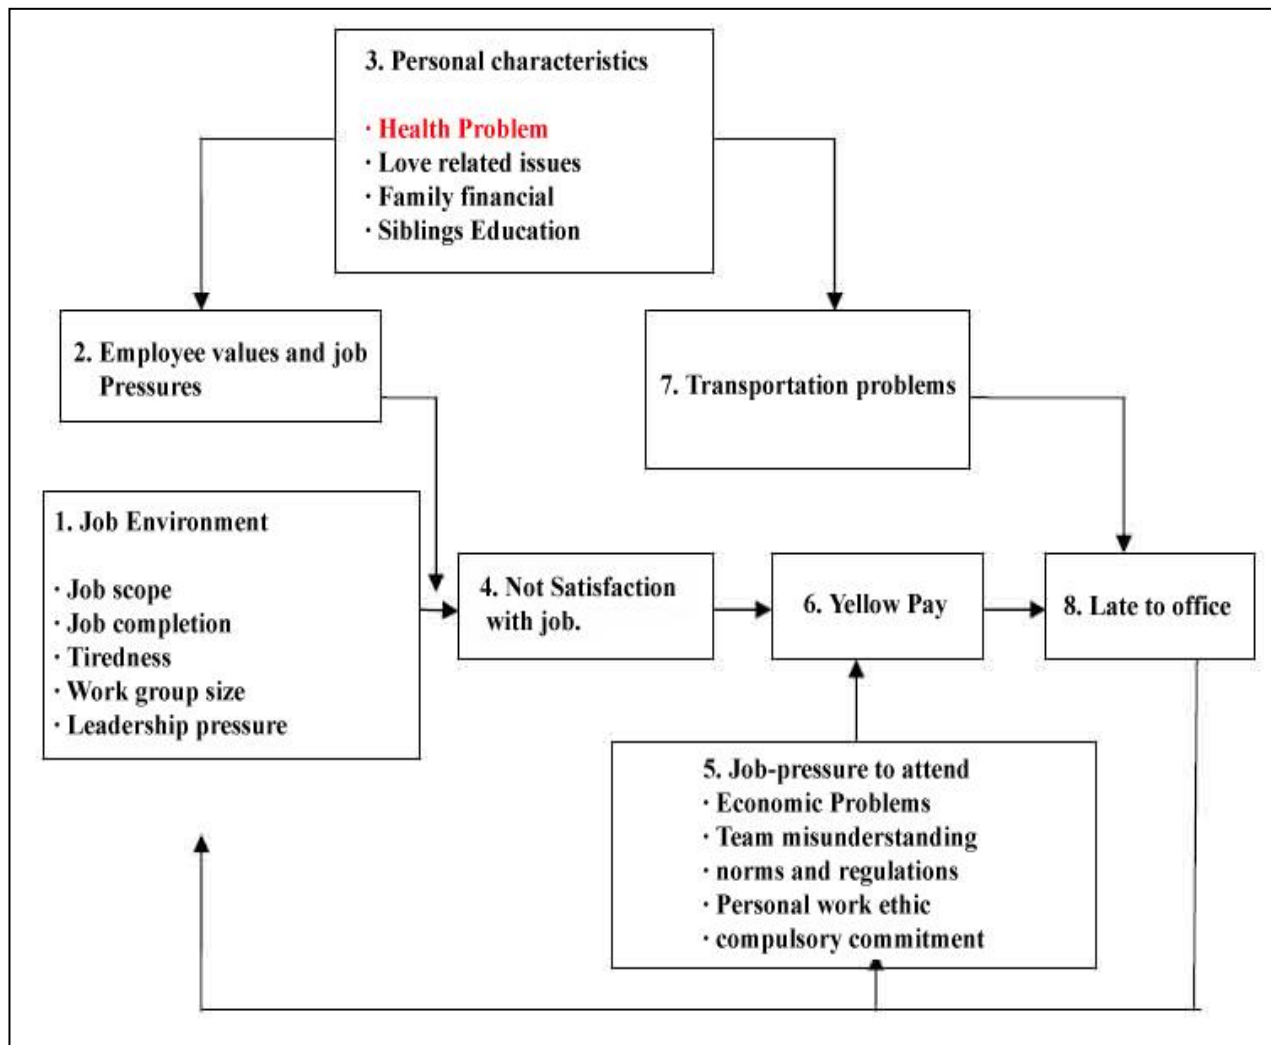 3. Personal characteristics
· Health Problem
· Love related issues
· Family financial
· Siblings Education
2. Employee values and job
Pressures
7. Transportation problems
1. Job Environment
· Job scope
· Job completion
· Tiredness
· Work group size
· Leadership pressure
4. Not Satisfaction
with job.
6. Yellow Pay
8. Late to office
5. Job-pressure to attend
· Economic Problems
· Team misunderstanding
· norms and regulations
· Personal work ethic
· compulsory commitment